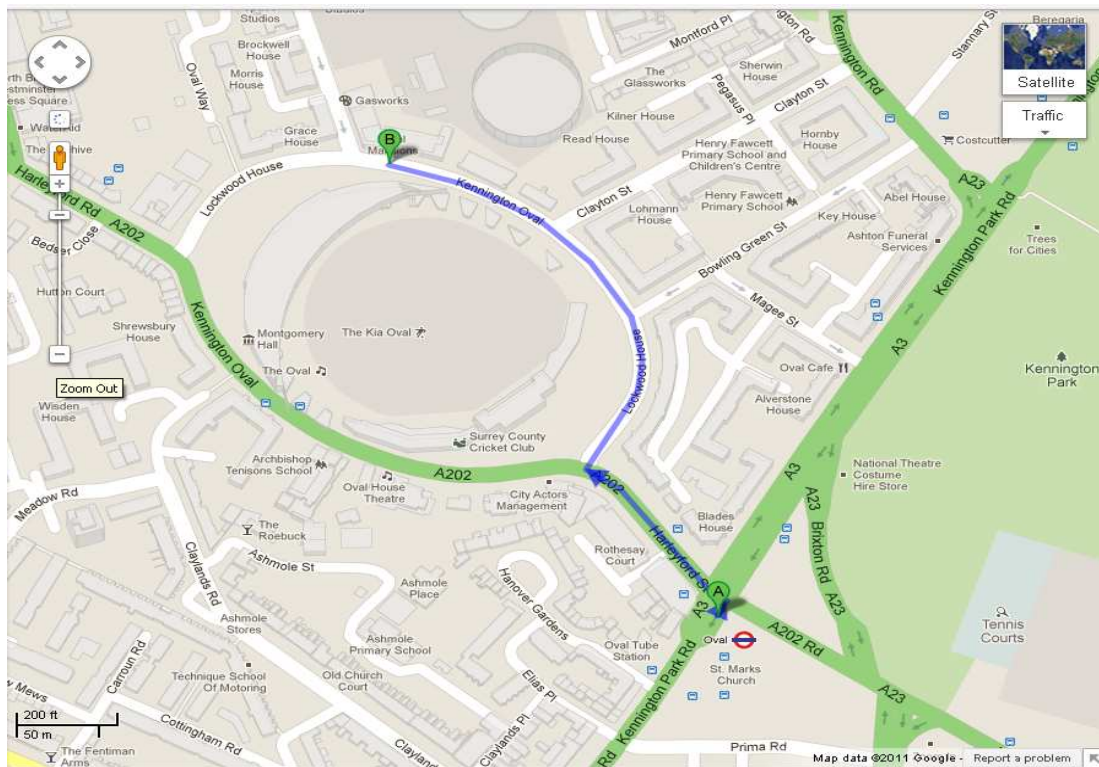 Studios
Studios
Brockwell
House
Morris
House
Oval Way
Gasworks
Grace
House
Lockwood House
B
Mansions
Kennington Oval
Montford Pl
The
Glassworks
Sherwin
House
Pegasus Pl
Clayton St
Kilner House
Read House
Henry Fawcett
Primary School and
Children's Centre
Hornby
House
Kennington Rd
Stannary St
Beregaria
Satellite
Traffic
Costcutter
A23
Kennington
Harleyford Rd
A202
Bedser Close
Hutton Court
Shrewsbury
House
Zoom Out
Wisden
House
Kennington Oval
Montgomery
Hall
The Kia Oval
The Oval
Clayton St
Lohmann
House
Henry Fawcett
Primary School
Key House
Abel House
Ashton Funeral
Services
Bowling Green St
Magee St
Kennington Park Rd
Trees
for Cities
Lockwood House
Oval Cafe
Alverstone
House
A3
Kennington
Park
Surrey County
Cricket Club
Archbishop
Tenisons School
Oval House
Theatre
A202
A202
City Actors
Management
Meadow Rd
The
Roebuck
Claylands Rd
Ashmole St
Ashmole
Place
Hanover Gardens
Rothesay
Court
Harleyford St
Blades
House
A3
National Theatre
Costume
Hire Store
A23
Brixton Rd
A23
A
A3
Oval
A202 Rd
Tennis
Courts
Ashmole
Stores
Ashmole
Primary School
Oval Tube
Station
St. Marks
Church
A23
Carroun Rd
Technique School
Of Motoring
Old Church
Court
Elias Pl
Claylands Pl
Kennington Park Rd
Mews
Cottingham Rd
200 ft
50 m
The Fentiman
Arms
Claylands
Rd
Prima Rd
Map data ©2011 Google - Report a problem